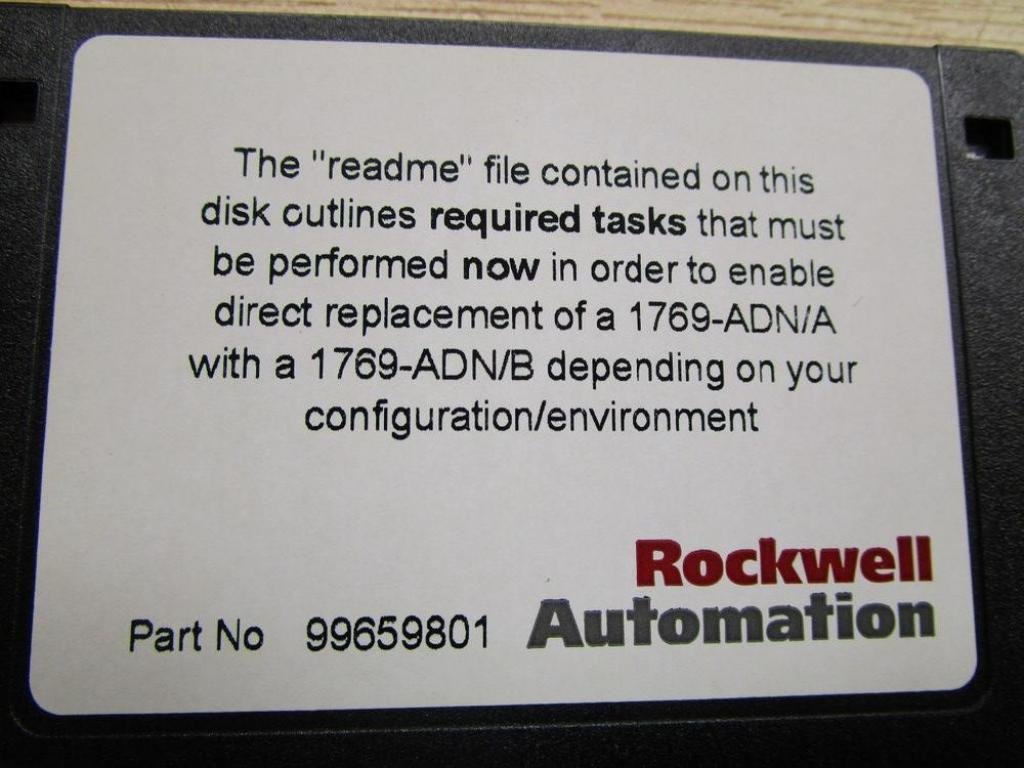 The "readme" file contained on this
disk outlines required tasks that must
be performed now in order to enable
direct replacement of a 1769-ADN/A
with a 1769-ADN/B depending on your
configuration/environment
Rockwell
Automation
Part No 99659801